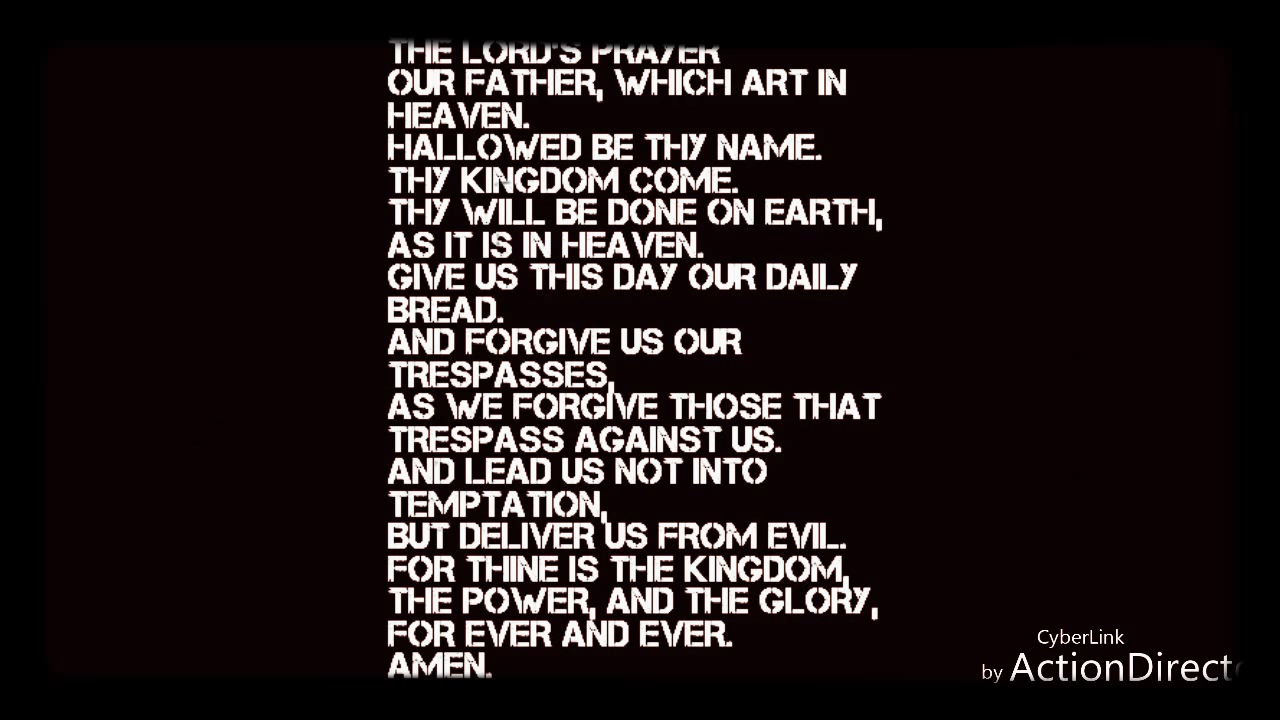 THE LORD'S PRAYER
OUR FATHER, WHICH ART IN
HEAVEN.
HALLOWED BE THY NAME.
THY KINGDOM COME.
THY WILL BE DONE ON EARTH,
AS IT IS IN HEAVEN.
GIVE US THIS DAY OUR DAILY
BREAD.
AND FORGIVE US OUR
TRESPASSES,
AS WE FORGIVE THOSE THAT
TRESPASS AGAINST US.
AND LEAD US NOT INTO
TEMPTATION,
BUT DELIVER US FROM EVIL.
FOR THINE IS THE KINGDOM,
THE POWER, AND THE GLORY,
FOR EVER AND EVER.
AMEN.
CyberLink
by ActionDirecto